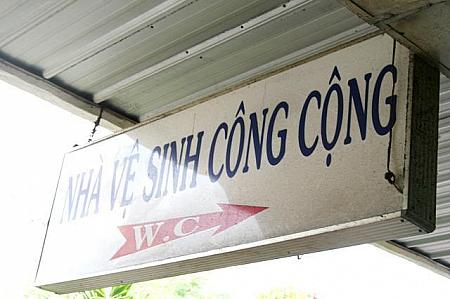 NHÀ VỆ SINH CÔNG CỘNG
W.C